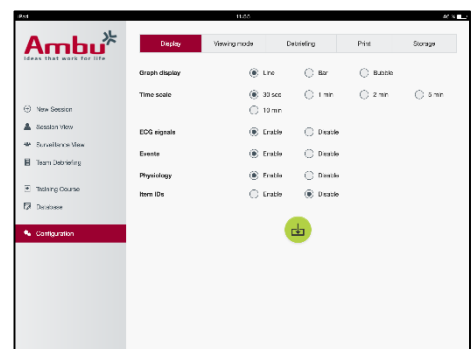 iPad 11:00
Ambu
Ideas that work for life
Display Viewing mode Debriefing Print Storage
Graph display Line Bar Bubble
Time scale 30 sec 1 min 2 min 5 min
10 min
New Session
Session View
ECG signals Enable Disable
Surveillance View
Events Enable Disable
Team Debriefing
Physiology Enable Disable
Training Course
Item IDs Enable Disable
Database
Configuration